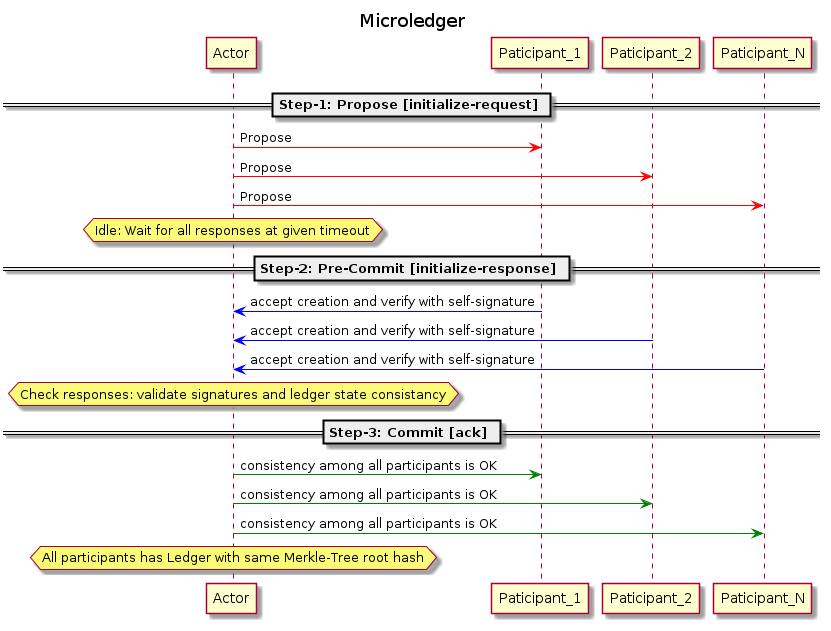 Microledger
Actor
Paticipant_1
Paticipant_2
Paticipant_N
Step-1: Propose [initialize-request]
Propose
Propose
Propose
Idle: Wait for all responses at given timeout
Step-2: Pre-Commit [initialize-response]
accept creation and verify with self-signature
accept creation and verify with self-signature
accept creation and verify with self-signature
Check responses: validate signatures and ledger state consistancy
Step-3: Commit [ack]
consistency among all participants is OK
consistency among all participants is OK
consistency among all participants is OK
All participants has Ledger with same Merkle-Tree root hash
Actor
Paticipant_1
Paticipant_2
Paticipant_N